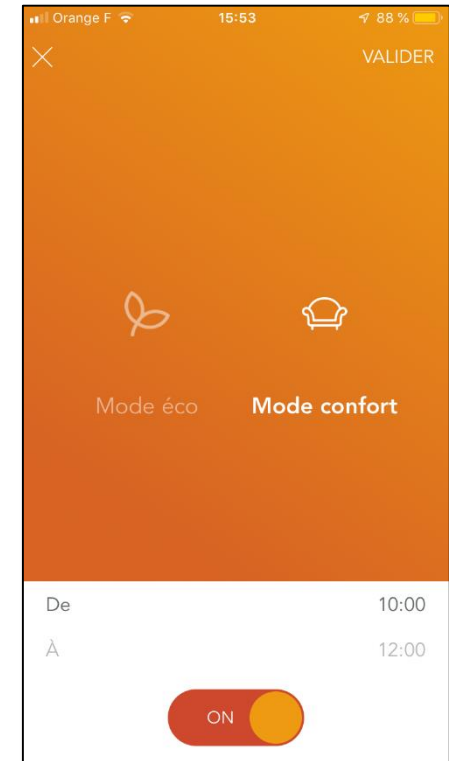 Orange F 15:53 88 %
VALIDER
Mode éco Mode confort
De 10:00
À 12:00
ON